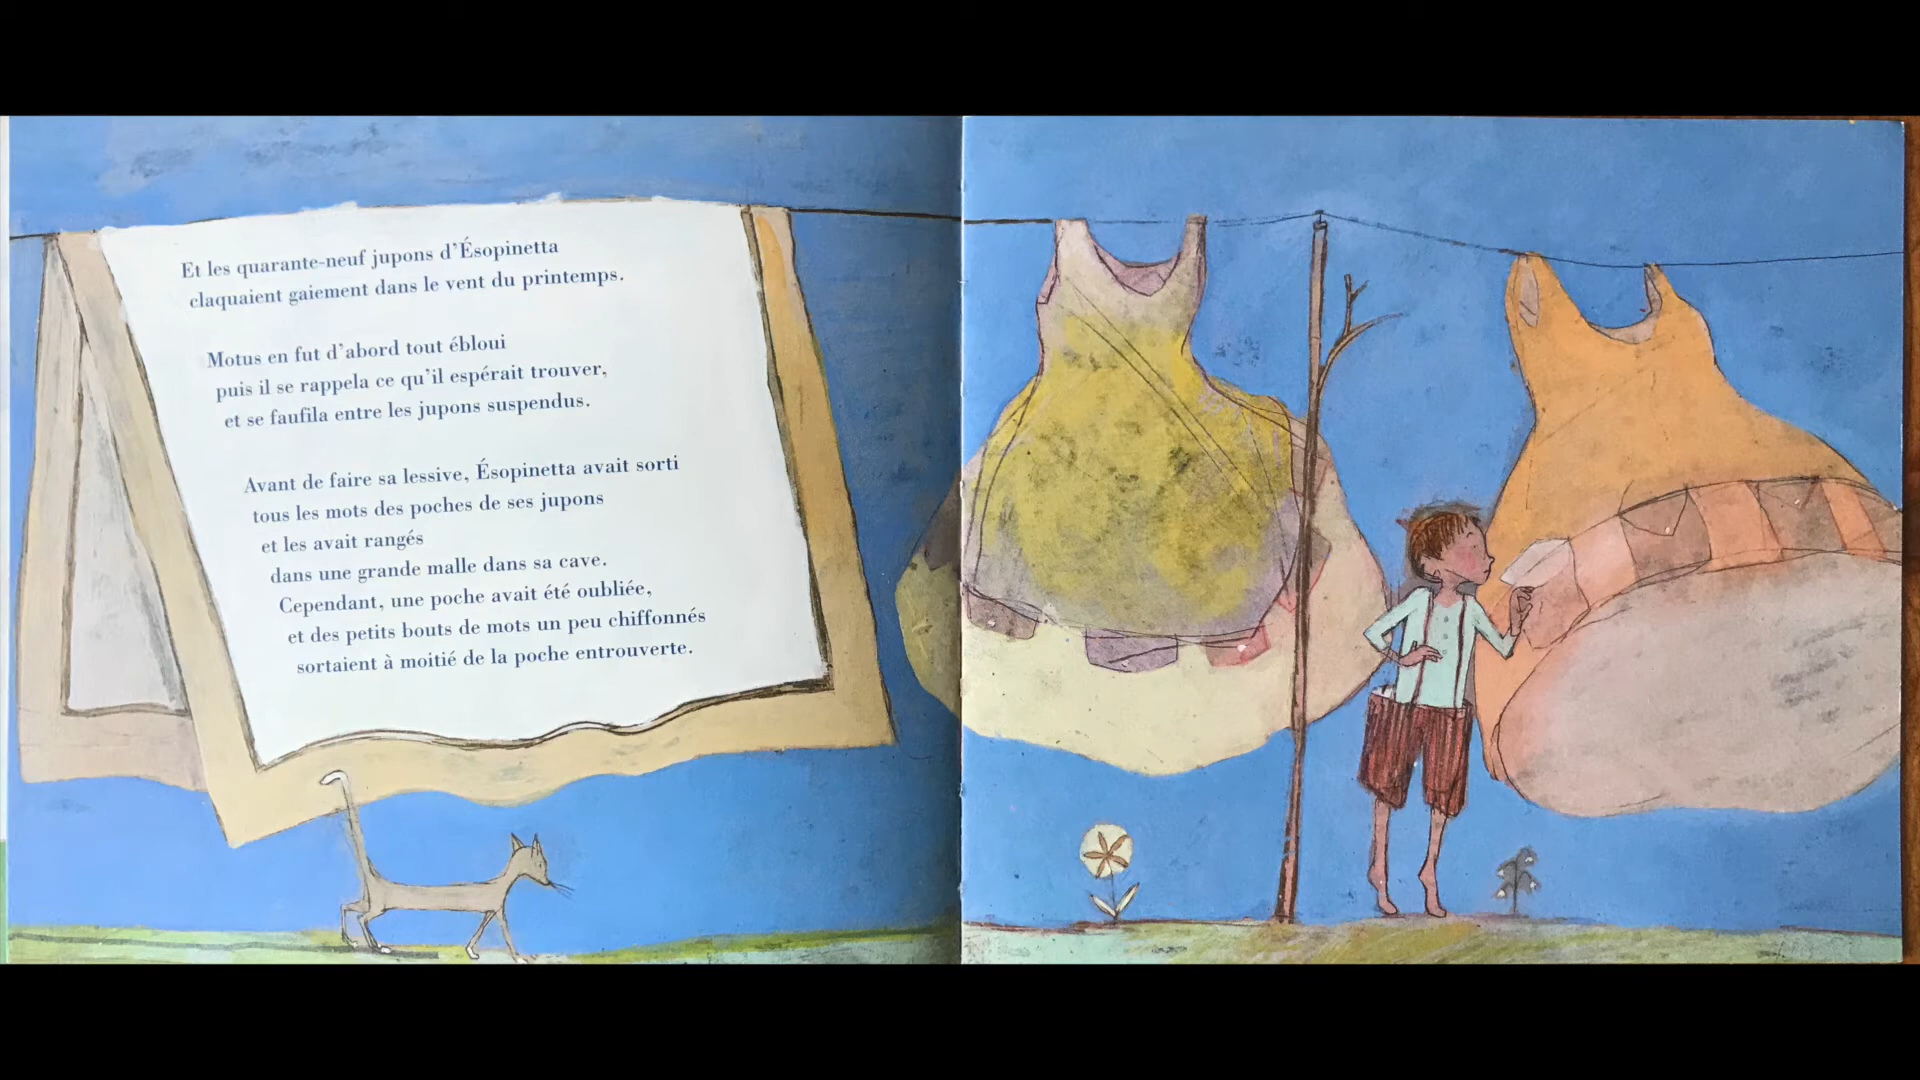 Et les quarante-neuf jupons d'Ésopinetta
claquaient gaiement dans le vent du printemps.
Motus en fut d'abord tout ébloui
puis il se rappela ce qu'il espérait trouver,
et se faufila entre les jupons suspendus.
Avant de faire sa lessive, Ésopinetta avait sorti
tous les mots des poches de ses jupons
et les avait rangés
dans une grande malle dans sa cave.
Cependant, une poche avait été oubliée,
et des petits bouts de mots un peu chiffonnés
sortaient à moitié de la poche entrouverte.